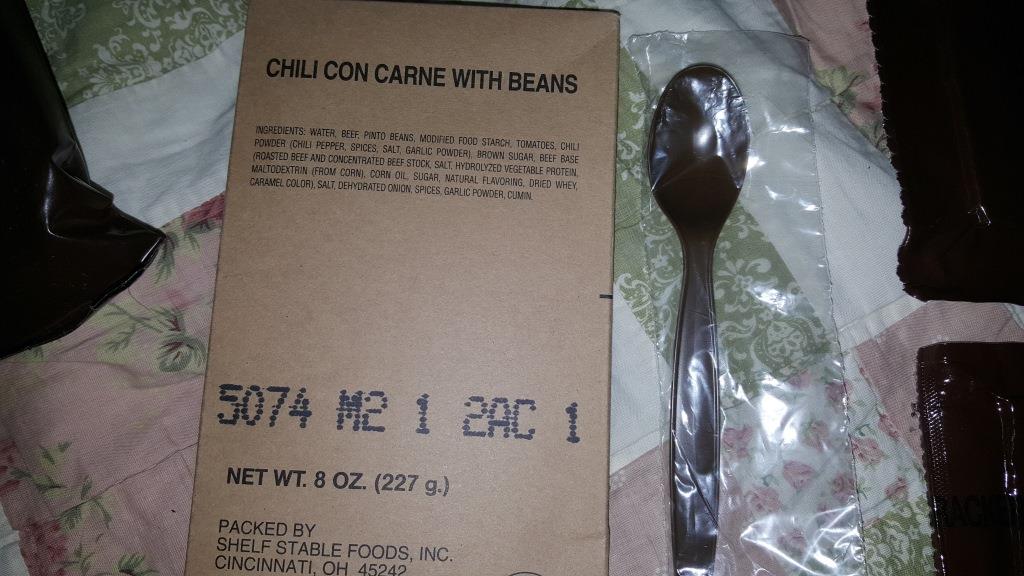 CHILI CON CARNE WITH BEANS
INGREDIENTS: WATER, BEEF, PINTO BEANS, MODIFIED FOOD STARCH, TOMATOES, CHILI
POWDER (CHILI PEPPER, SPICES, SALT, GARLIC POWDER), BROWN SUGAR, BEEF BASE
(ROASTED BEEF AND CONCENTRATED BEEF STOCK, SALT, HYDROLYZED VEGETABLE PROTEIN,
MALTODEXTRIN (FROM CORN), CORN OIL, SUGAR, NATURAL FLAVORING, DRIED WHEY,
CARAMEL COLOR), SALT, DEHYDRATED ONION, SPICES, GARLIC POWDER, CUMIN.
5074 M2 1 2AC 1
NET WT. 8 OZ. (227 g.)
PACKED BY
SHELF STABLE FOODS, INC.
CINCINNATI, OH 45242